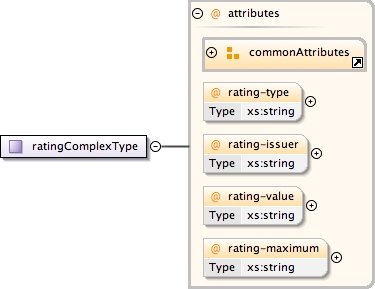 @ attributes
commonAttributes
@ rating-type
Type xs:string
@ rating-issuer
Type xs:string
ratingComplexType
@ rating-value
Type xs:string
@ rating-maximum
Type xs:string